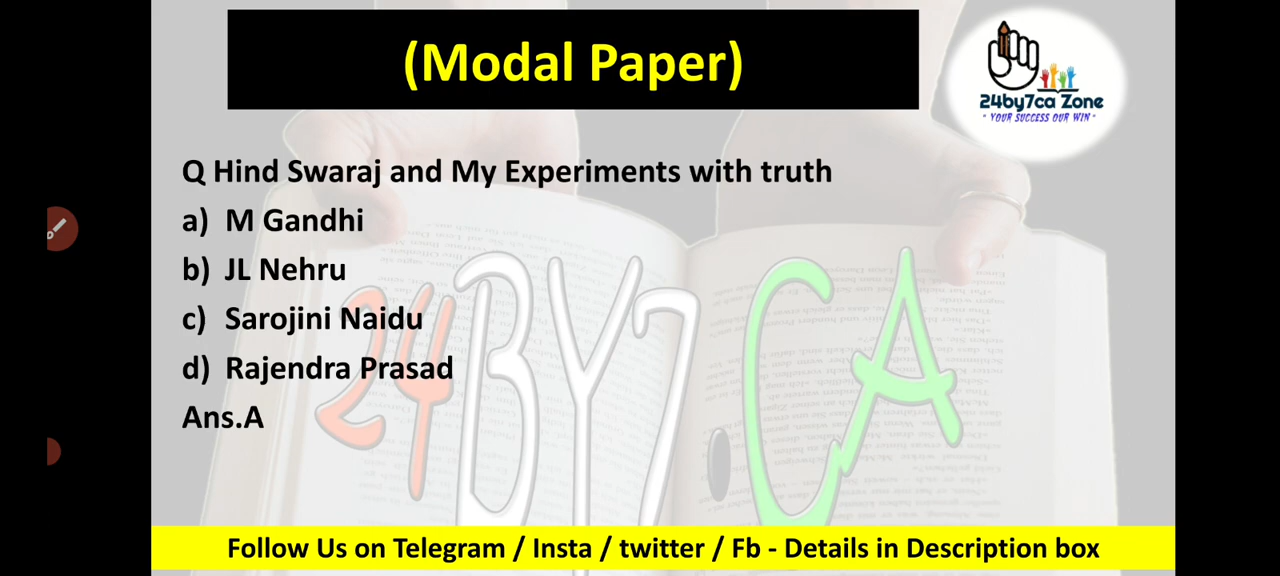 (Modal Paper)
24by7ca Zone
" YOUR SUCCESS OUR WIN "
Q Hind Swaraj and My Experiments with truth
a) M Gandhi
b) JL Nehru
c) Sarojini Naidu
d) Rajendra Prasad
Ans.A
24BY7.CA
Follow Us on Telegram / Insta / twitter / Fb - Details in Description box